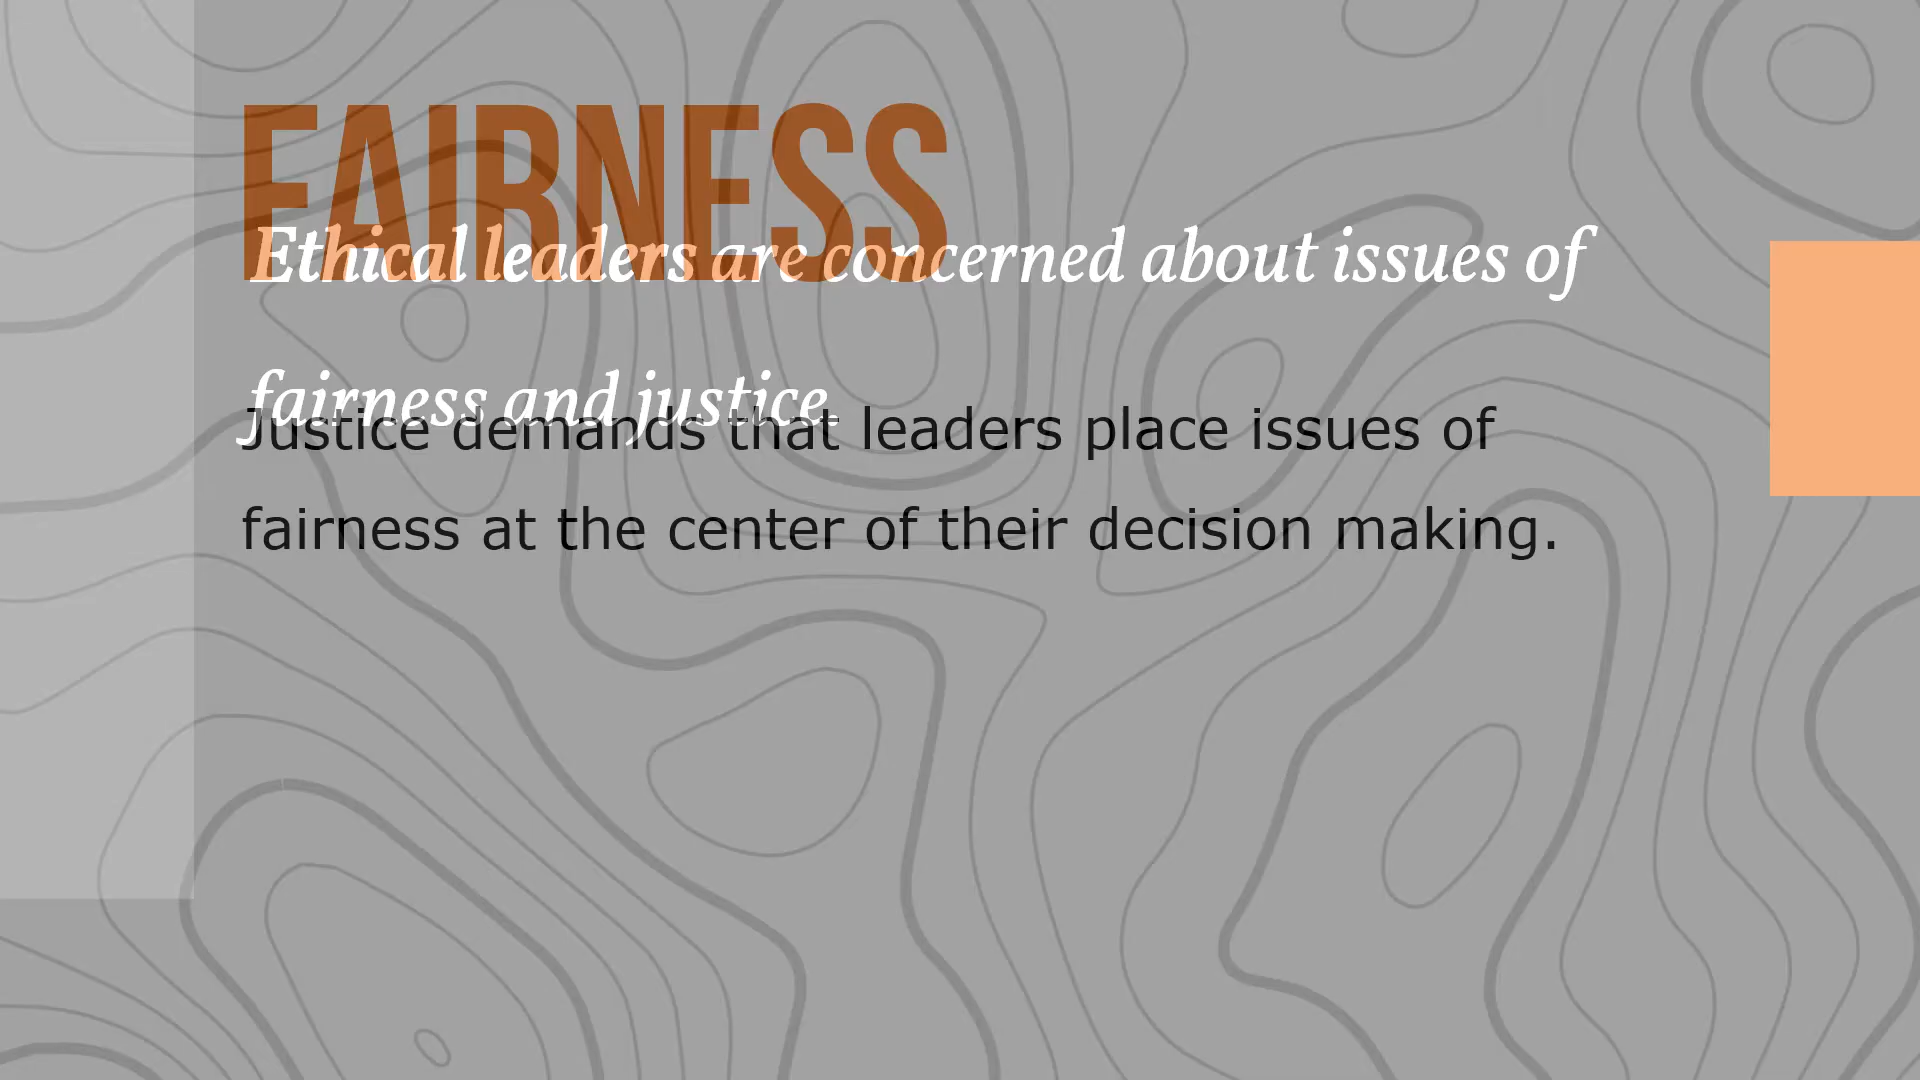 FAIRNESS
Ethical leaders are concerned about issues of
fairness and justice.
Justice demands that leaders place issues of
fairness at the center of their decision making.